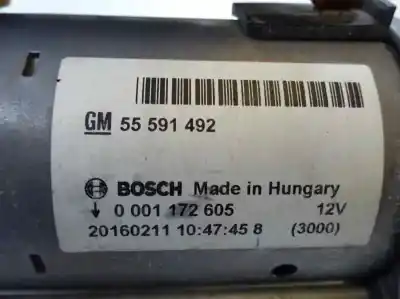 GM 55 591 492
BOSCH Made in Hungary
↓ 0 001 172 605 12V
20160211 10:47:45 8 (3000)